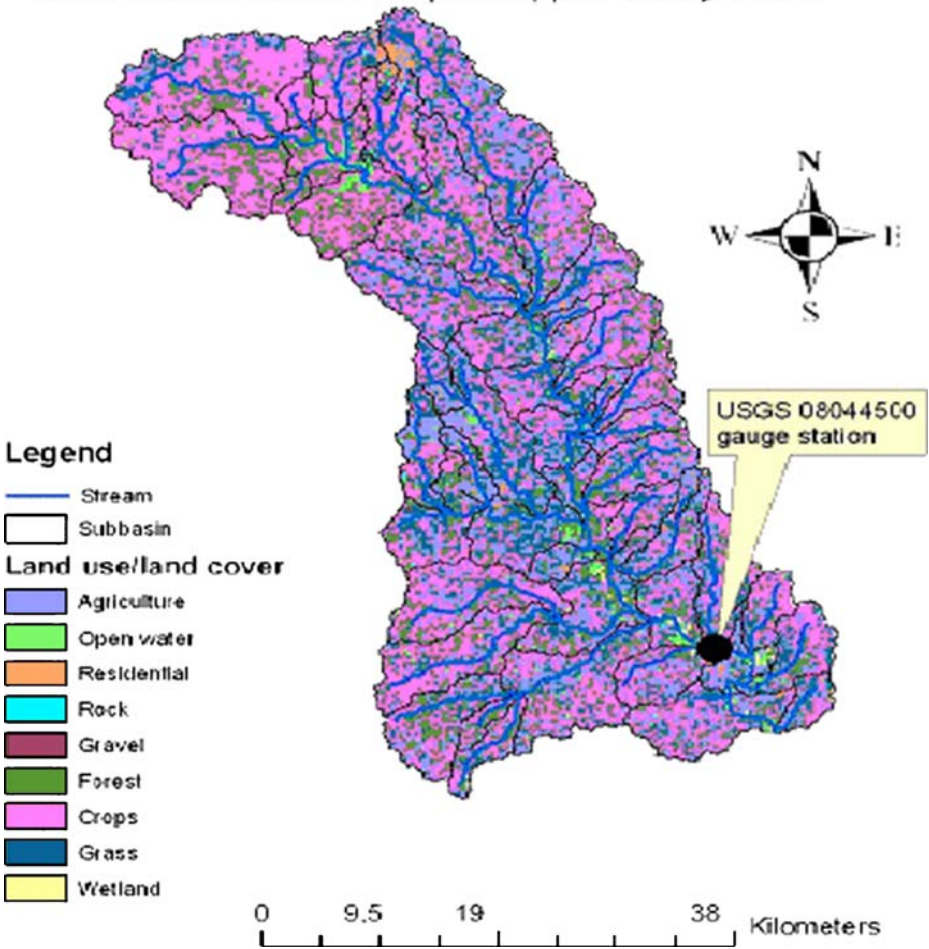 N
W E
S
USGS 08044500
gauge station
Legend
Stream
Subbasin
Land use/land cover
Agriculture
Open water
Residential
Rock
Gravel
Forest
Crops
Grass
Wetland
0 9.5 19 38 Kilometers